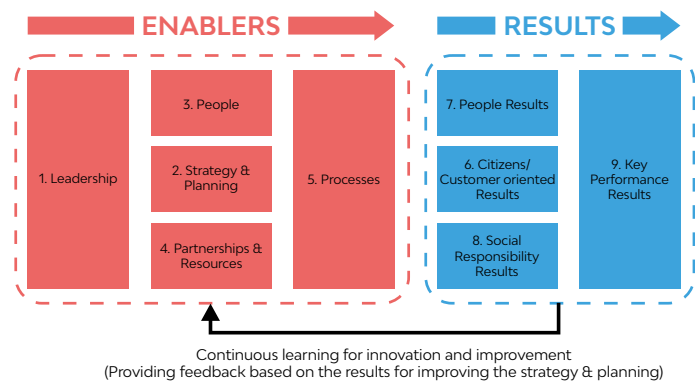 ENABLERS
RESULTS
1. Leadership
3. People
2. Strategy &
Planning
4. Partnerships &
Resources
5. Processes
7. People Results
6. Citizens/
Customer oriented
Results
8. Social
Responsibility
Results
9. Key
Performance
Results
Continuous learning for innovation and improvement
(Providing feedback based on the results for improving the strategy & planning)